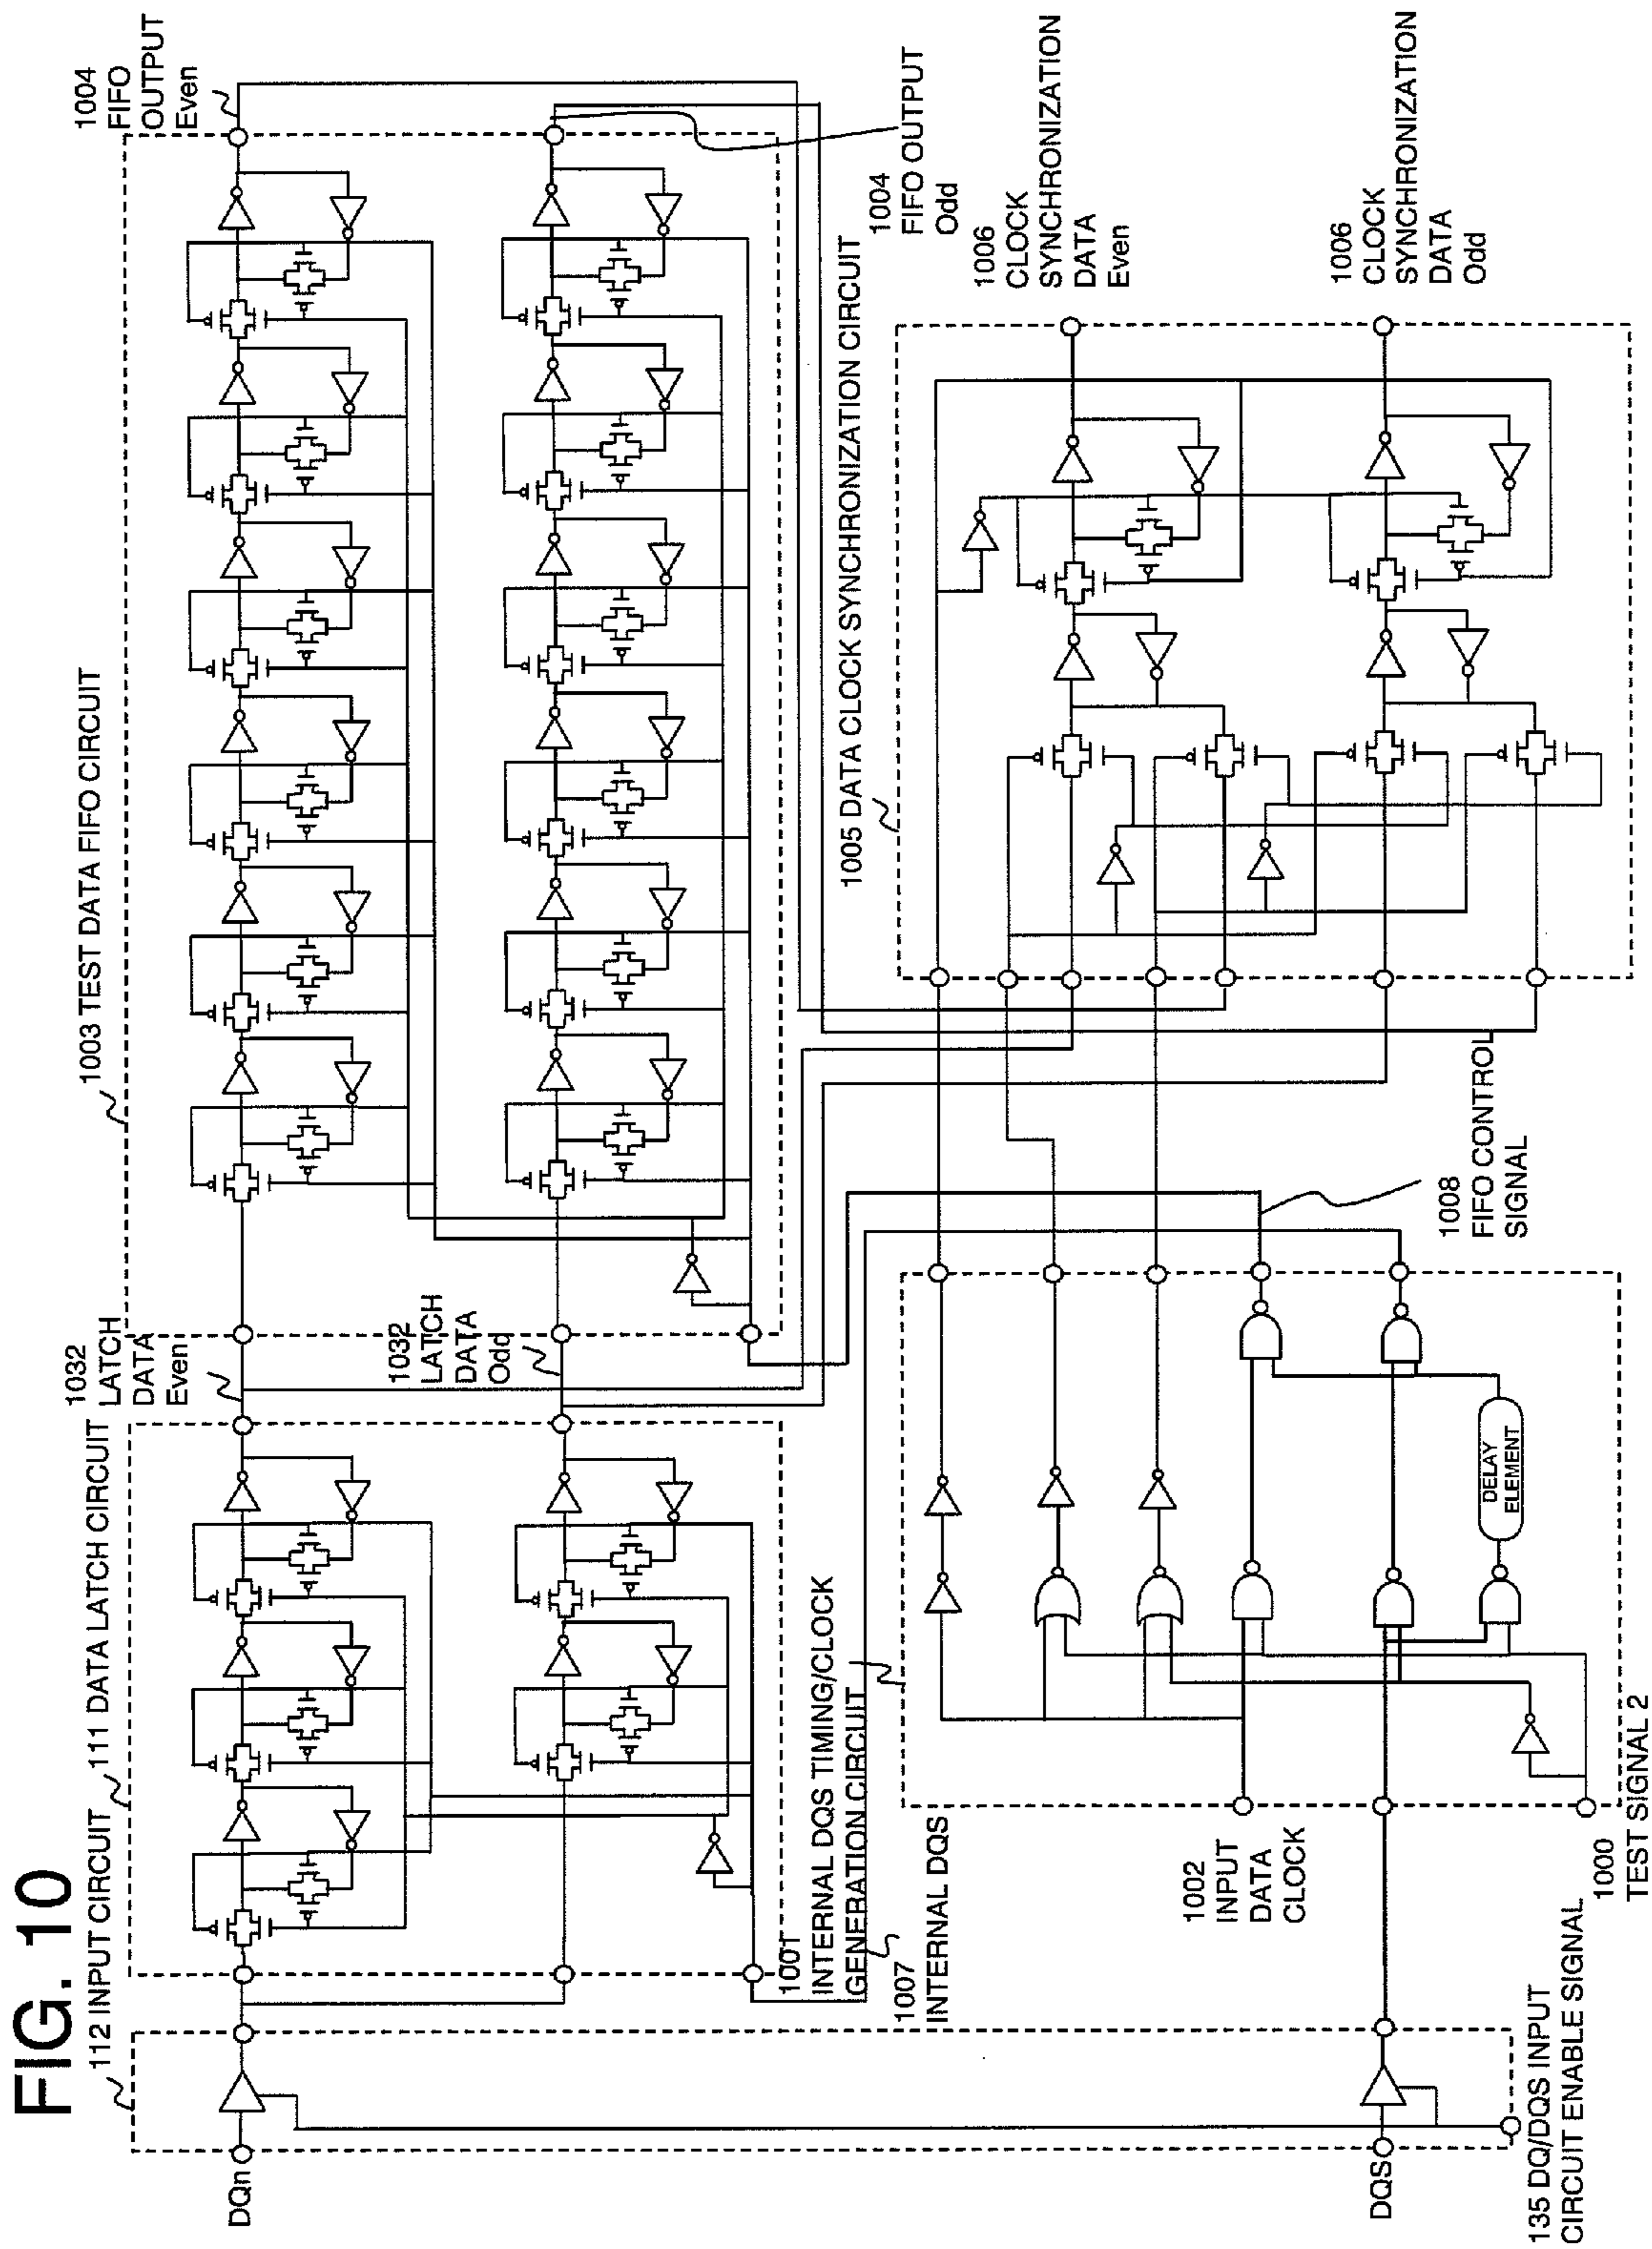 FIG. 10
112 INPUT CIRCUIT
111 DATA LATCH CIRCUIT
1032
LATCH
DATA
Even
1003 TEST DATA FIFO CIRCUIT
1004
FIFO
OUTPUT
Even
DQn
1032
LATCH
DATA
Odd
1004
FIFO OUTPUT
Odd
1001
INTERNAL DQS TIMING/CLOCK
GENERATION CIRCUIT
1007
INTERNAL DQS
1005 DATA CLOCK SYNCHRONIZATION CIRCUIT
1006
CLOCK
SYNCHRONIZATION
DATA
Even
1006
CLOCK
SYNCHRONIZATION
DATA
Odd
1002
INPUT
DATA
CLOCK
DELAY
ELEMENT
1008
FIFO CONTROL
SIGNAL
DQS
135 DQ/DQS INPUT
CIRCUIT ENABLE SIGNAL
1000
TEST SIGNAL 2